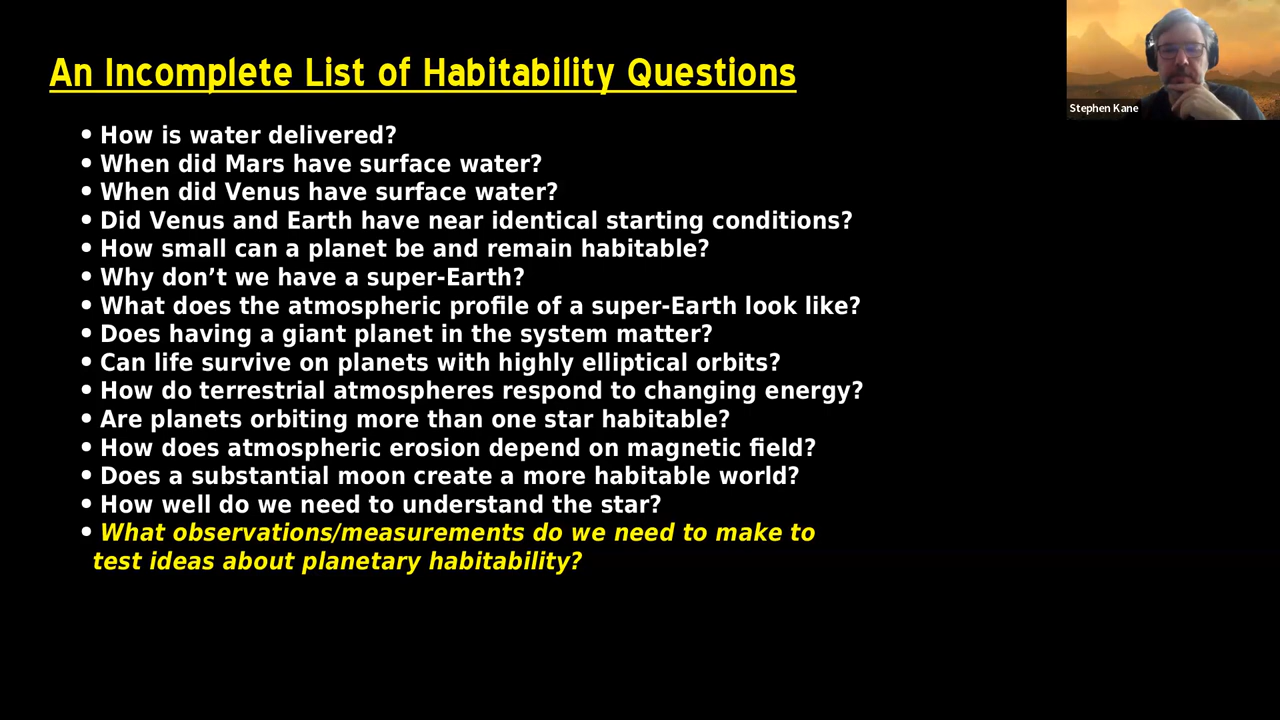 An Incomplete List of Habitability Questions
Stephen Kane
• How is water delivered?
• When did Mars have surface water?
• When did Venus have surface water?
• Did Venus and Earth have near identical starting conditions?
• How small can a planet be and remain habitable?
• Why don’t we have a super-Earth?
• What does the atmospheric profile of a super-Earth look like?
• Does having a giant planet in the system matter?
• Can life survive on planets with highly elliptical orbits?
• How do terrestrial atmospheres respond to changing energy?
• Are planets orbiting more than one star habitable?
• How does atmospheric erosion depend on magnetic field?
• Does a substantial moon create a more habitable world?
• How well do we need to understand the star?
• What observations/measurements do we need to make to
test ideas about planetary habitability?